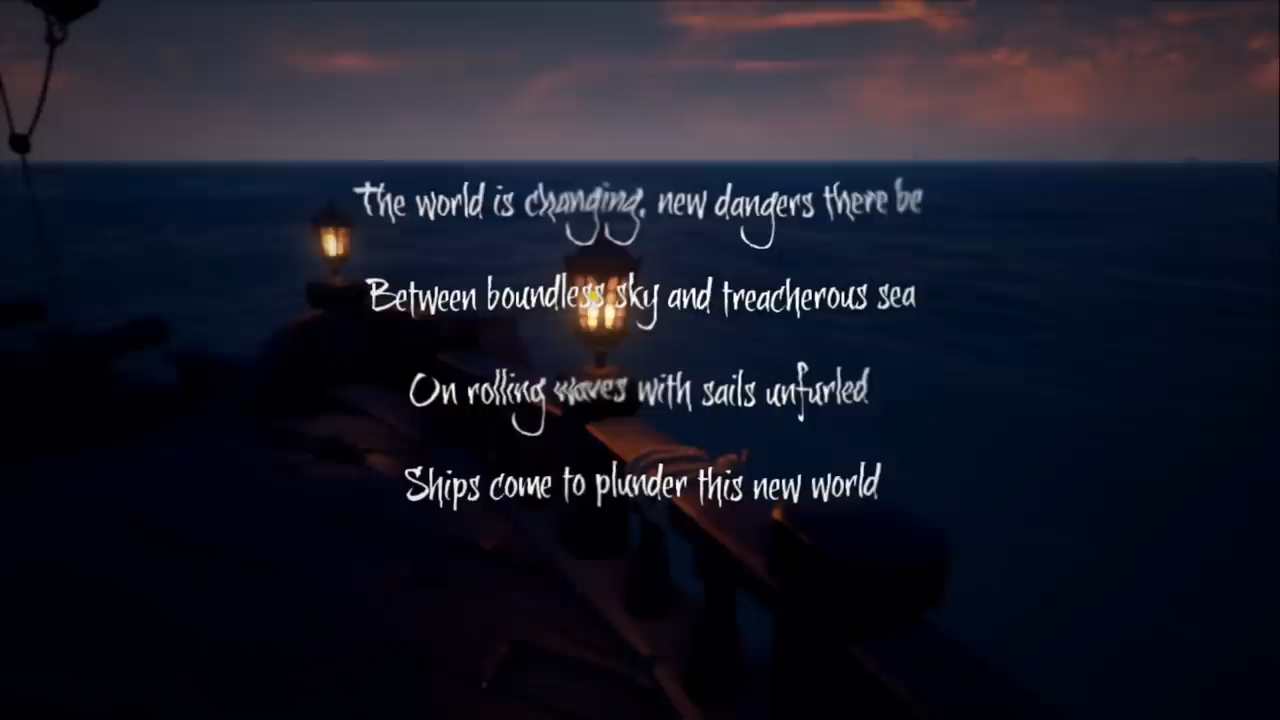 The world is changing, new dangers there be
Between boundless sky and treacherous sea
On rolling waves with sails unfurled
Ships come to plunder this new world